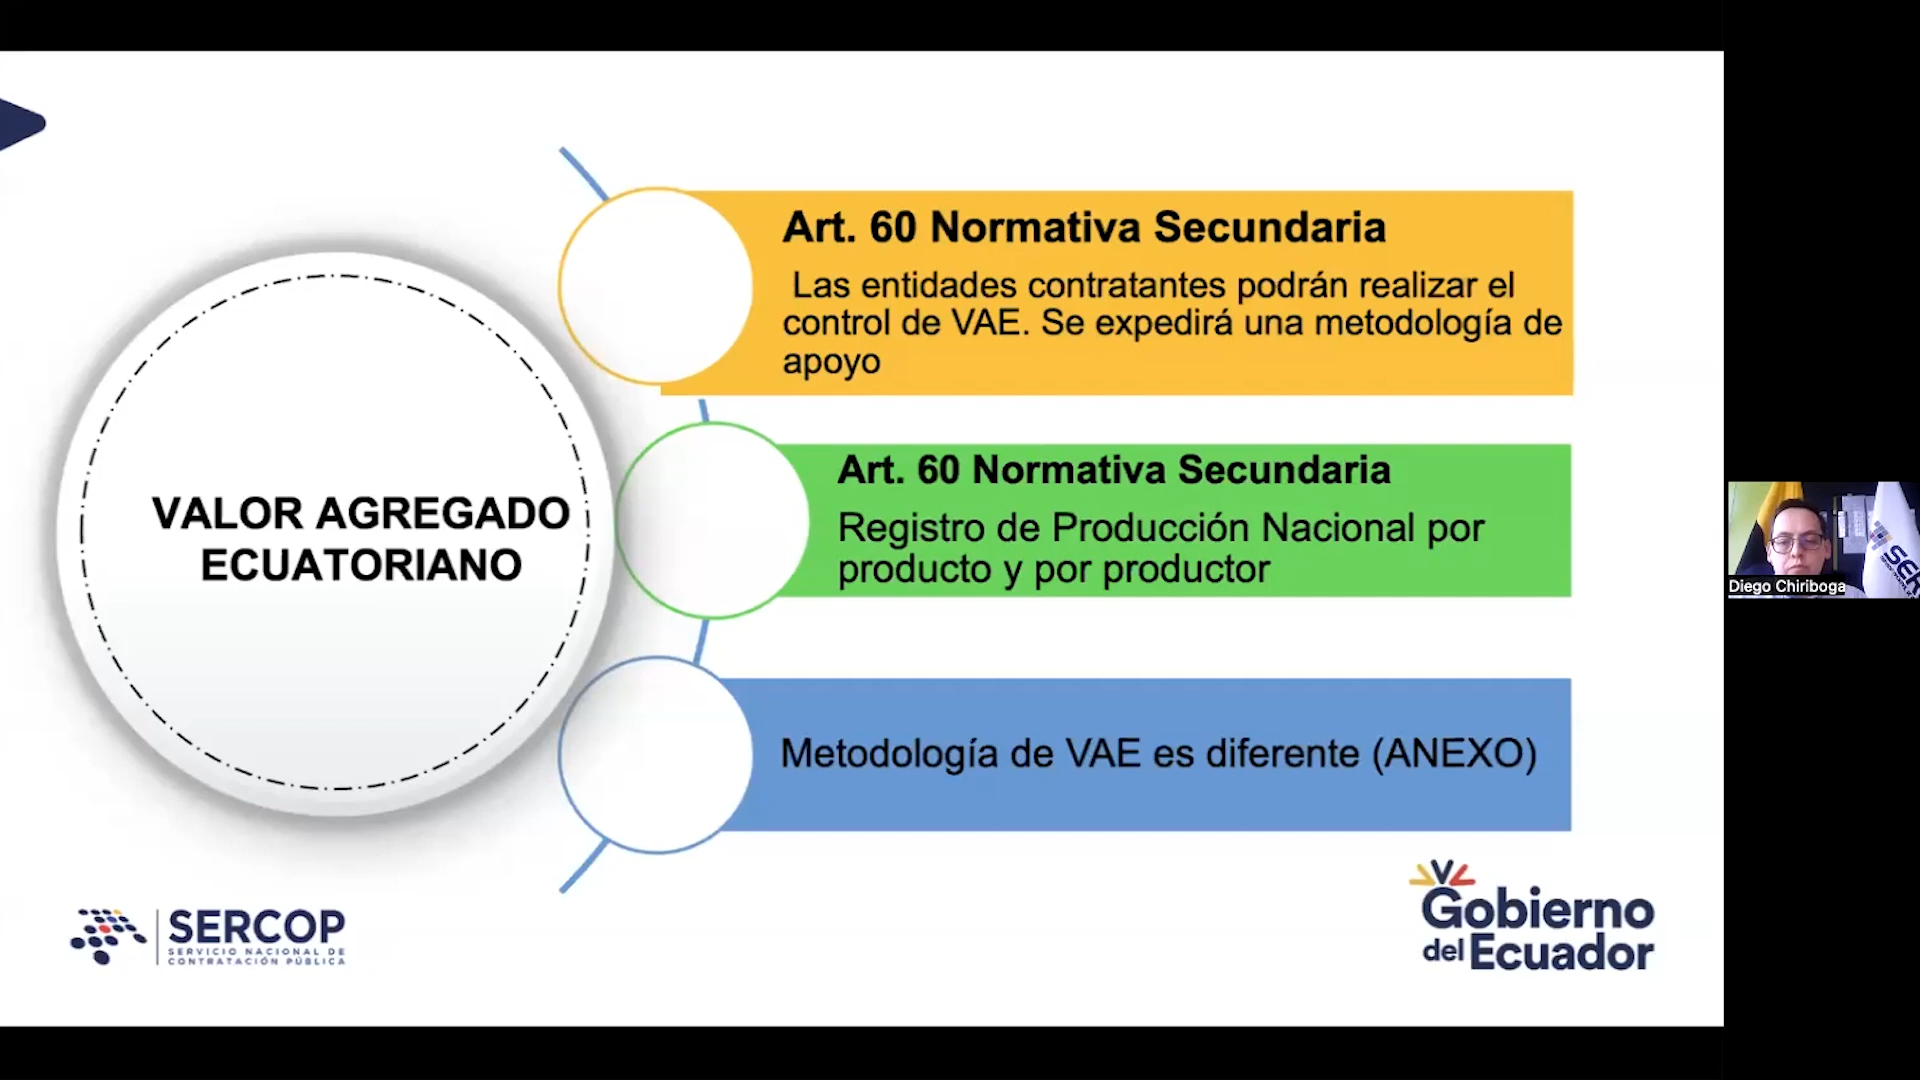 VALOR AGREGADO
ECUATORIANO
Art. 60 Normativa Secundaria
Las entidades contratantes podrán realizar el
control de VAE. Se expedirá una metodología de
apoyo
Art. 60 Normativa Secundaria
Registro de Producción Nacional por
producto y por productor
Metodología de VAE es diferente (ANEXO)
SERCOP
SERVICIO NACIONAL DE
CONTRATACIÓN PÚBLICA
Gobierno
del Ecuador
SER
Diego Chiriboga